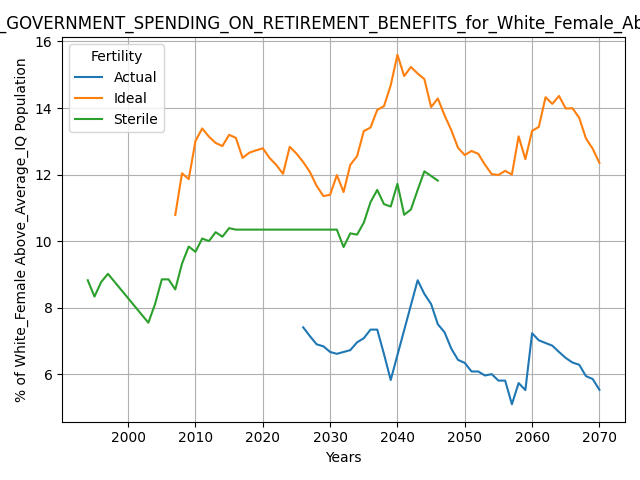 _GOVERNMENT_SPENDING_ON_RETIREMENT_BENEFITS_for_White_Female_Ab
% of White_Female Above_Average_IQ Population
16
14
12
10
8
6
Fertility
Actual
Ideal
Sterile
2000 2010 2020 2030 2040 2050 2060 2070
Years